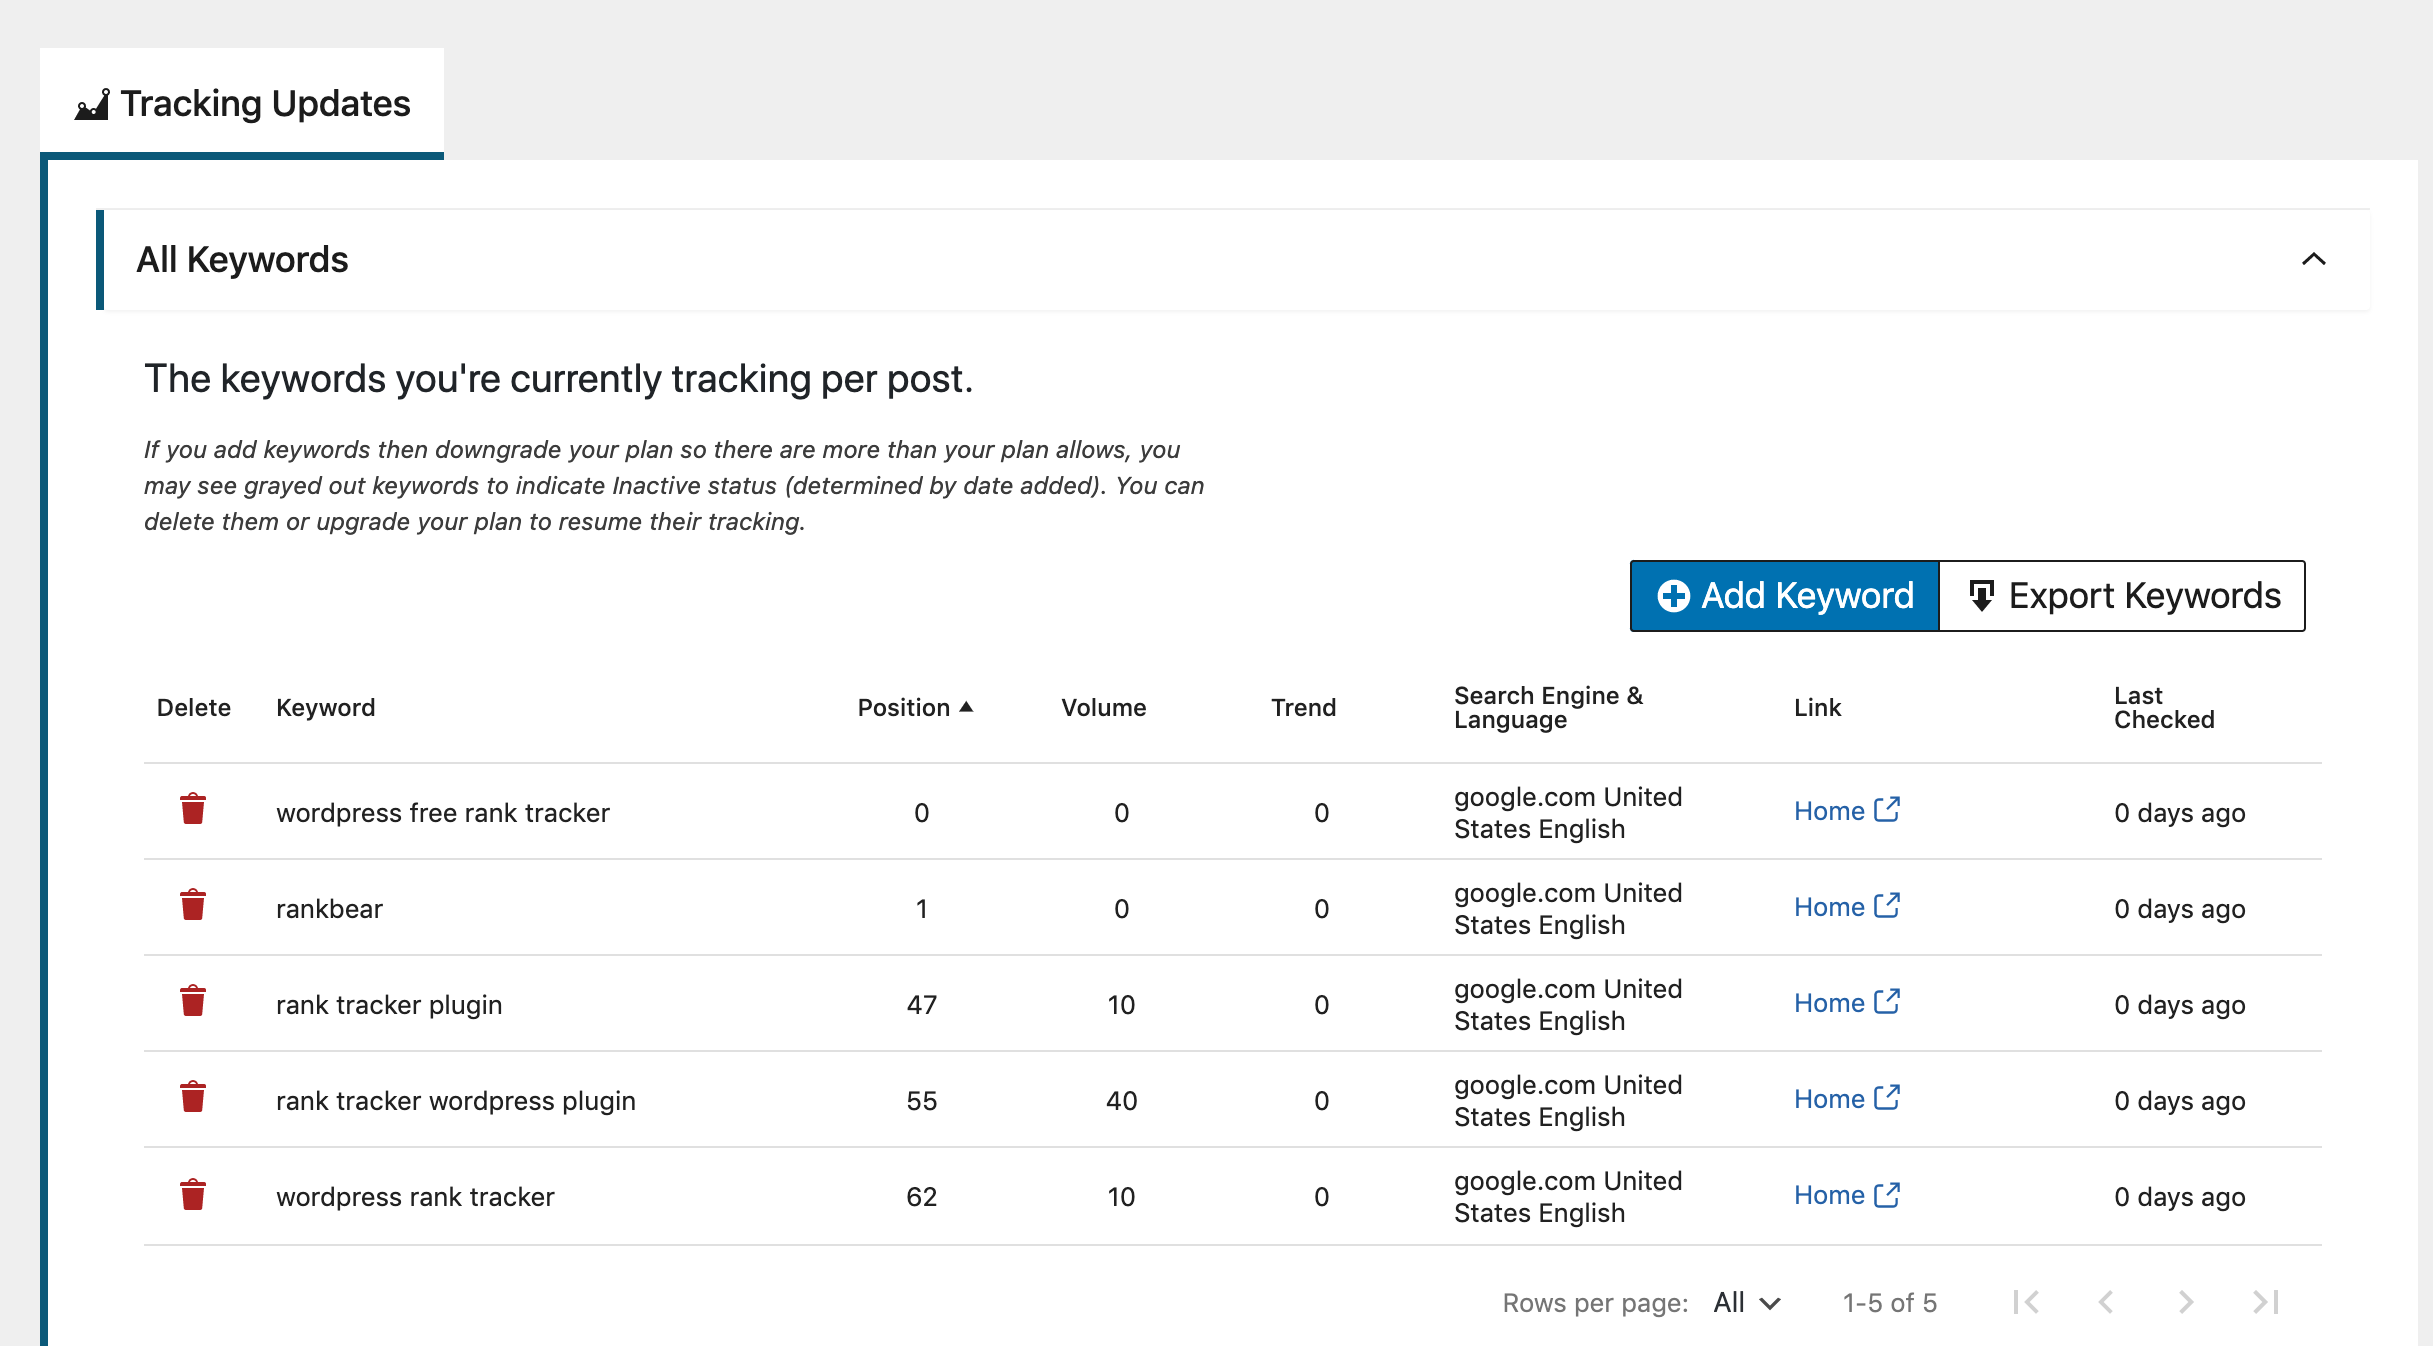 Tracking Updates
All Keywords
The keywords you're currently tracking per post.
If you add keywords then downgrade your plan so there are more than your plan allows, you
may see grayed out keywords to indicate Inactive status (determined by date added). You can
delete them or upgrade your plan to resume their tracking.
Add Keyword Export Keywords
Delete Keyword Position Volume Trend Search Engine & Language Link Last Checked
wordpress free rank tracker 0 0 0 google.com United States English Home 0 days ago
rankbear 1 0 0 google.com United States English Home 0 days ago
rank tracker plugin 47 10 0 google.com United States English Home 0 days ago
rank tracker wordpress plugin 55 40 0 google.com United States English Home 0 days ago
wordpress rank tracker 62 10 0 google.com United States English Home 0 days ago
Rows per page: All 1-5 of 5